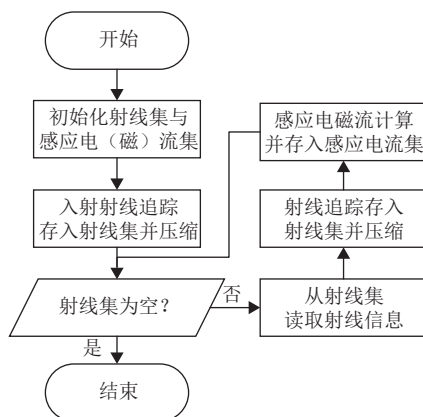 开始
初始化射线集与
感应电（磁）流集
入射射线追踪
存入射线集并压缩
射线集为空？
是
结束
否
从射线集
读取射线信息
射线追踪存入
射线集并压缩
感应电磁流计算
并存入感应电流集